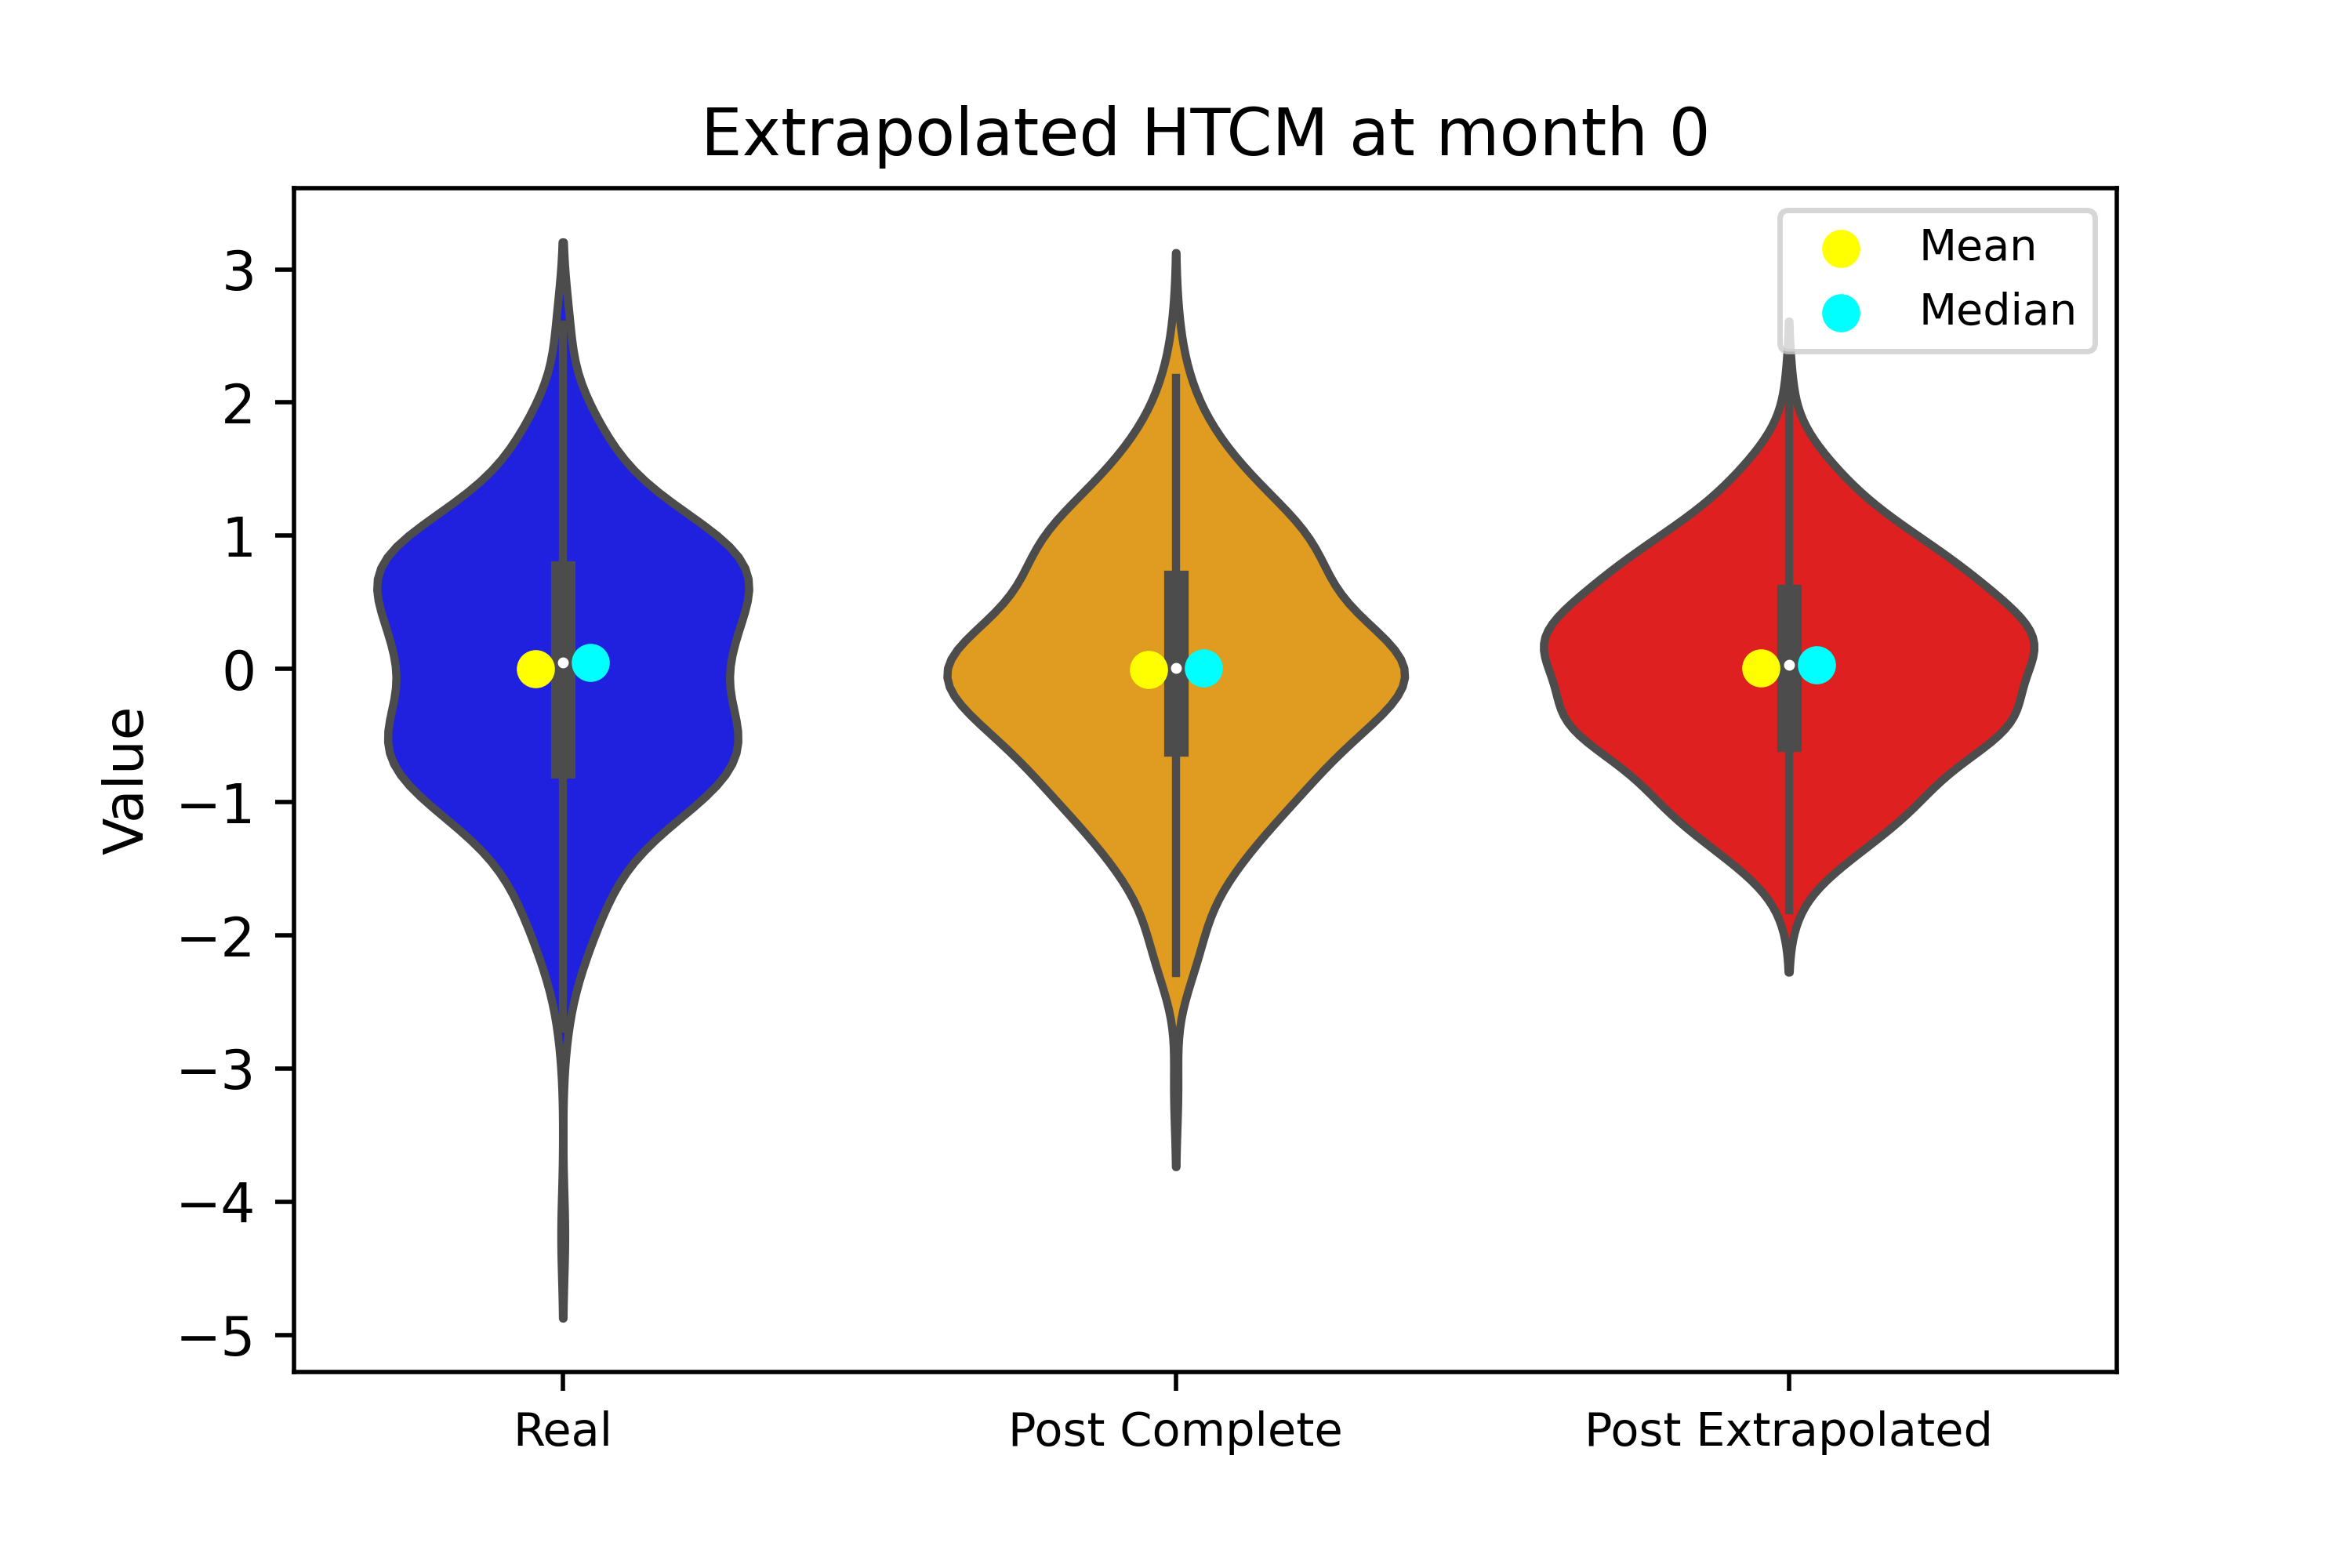 Extrapolated HTCM at month 0
Mean
Median
3
2
1
0
−1
−2
−3
−4
−5
Value
Real
Post Complete
Post Extrapolated